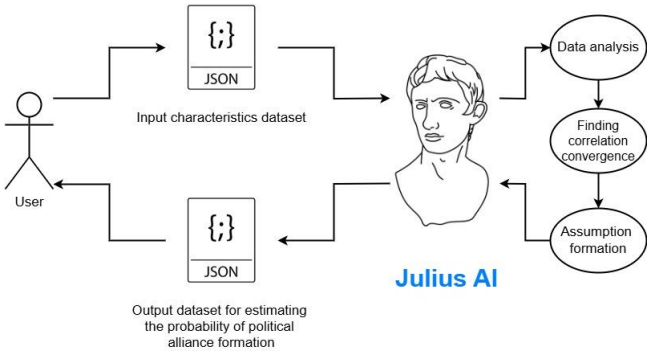 {;}
JSON
Input characteristics dataset
User
{;}
JSON
Output dataset for estimating
the probability of political
alliance formation
Julius AI
Data analysis
Finding
correlation
convergence
Assumption
formation